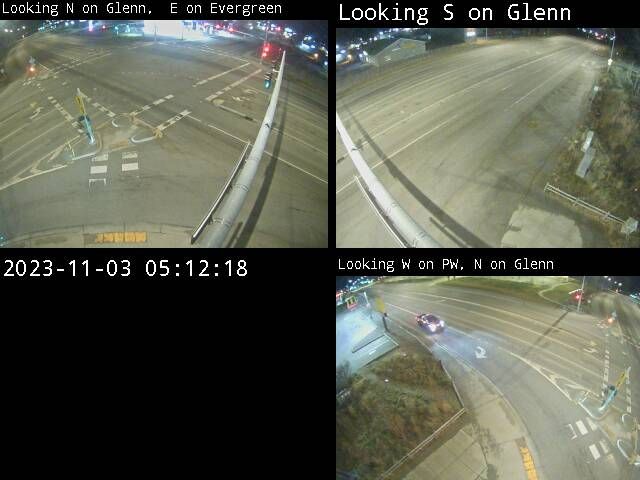 Looking N on Glenn, E on Evergreen
Looking S on Glenn
2023-11-03 05:12:18
Looking W on PW, N on Glenn